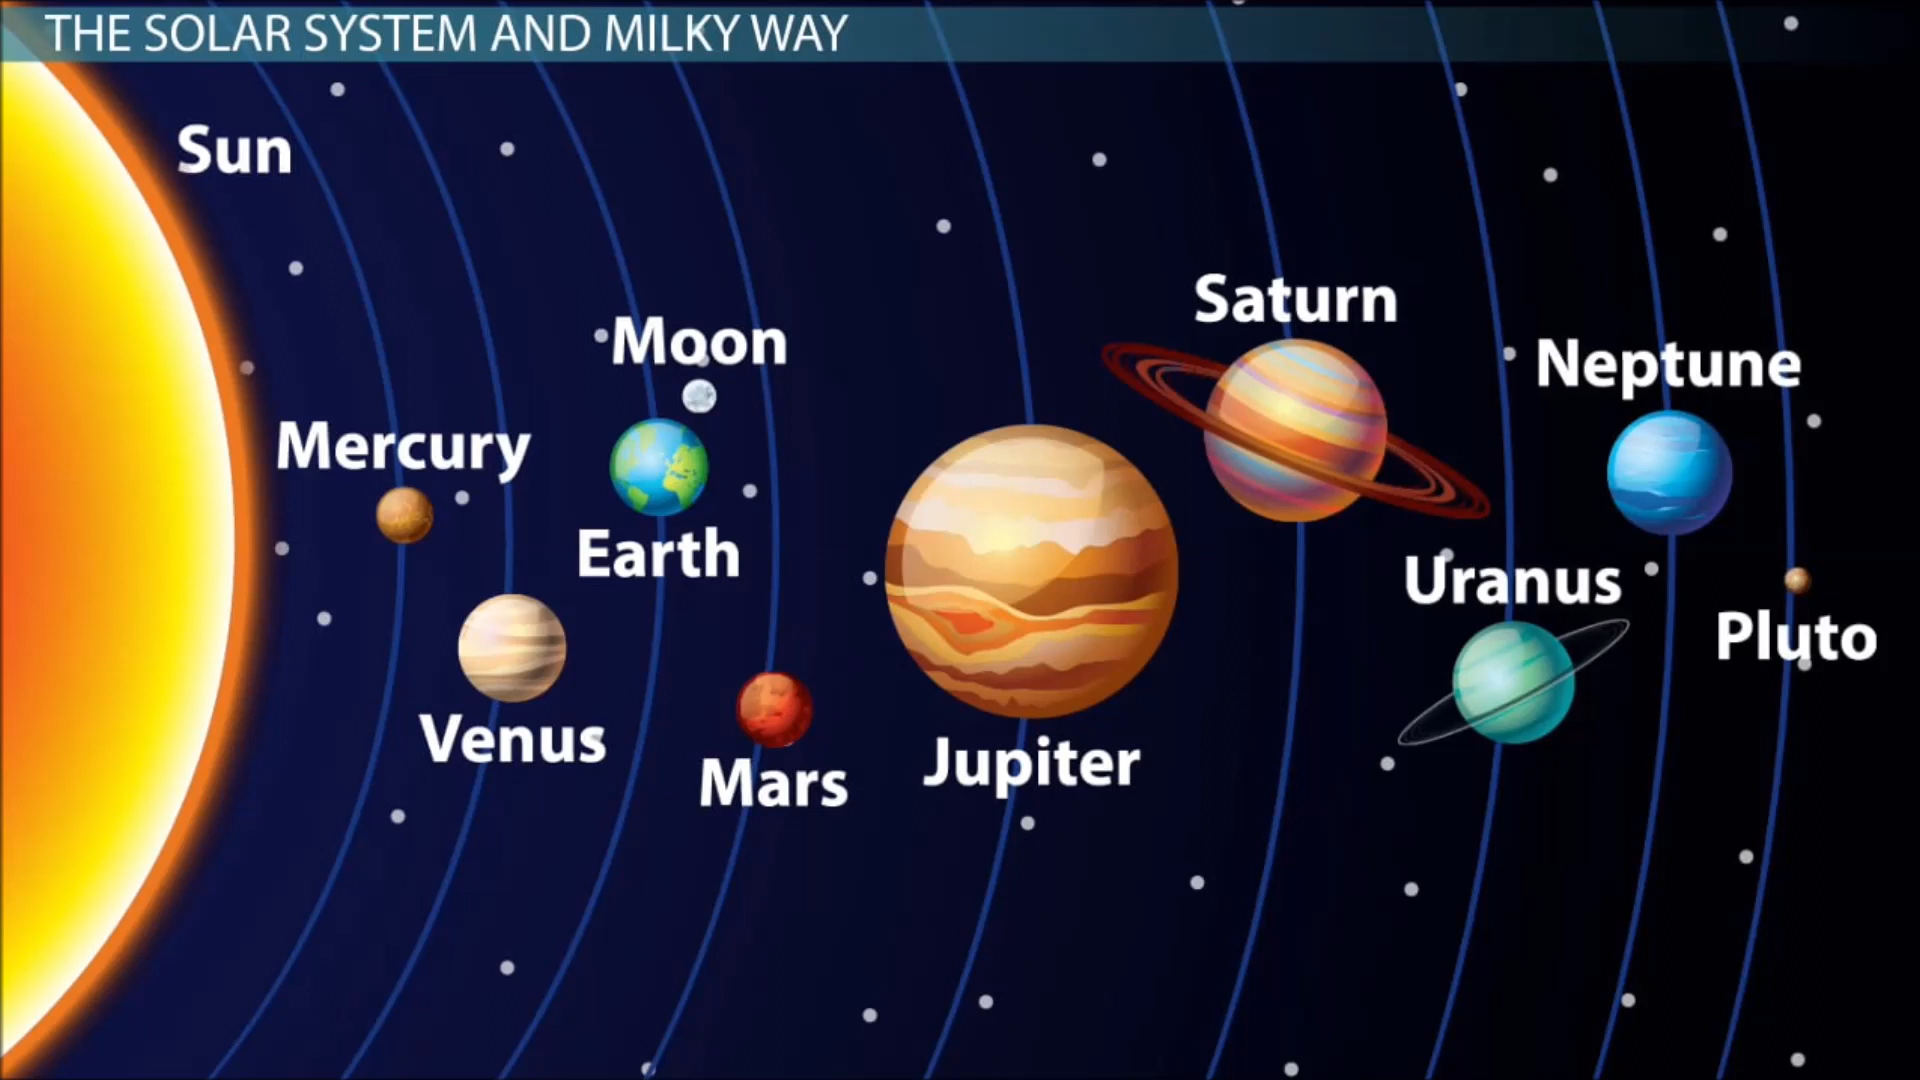 THE SOLAR SYSTEM AND MILKY WAY
Sun
Mercury
Venus
Moon
Earth
Mars
Jupiter
Saturn
Uranus
Neptune
Pluto